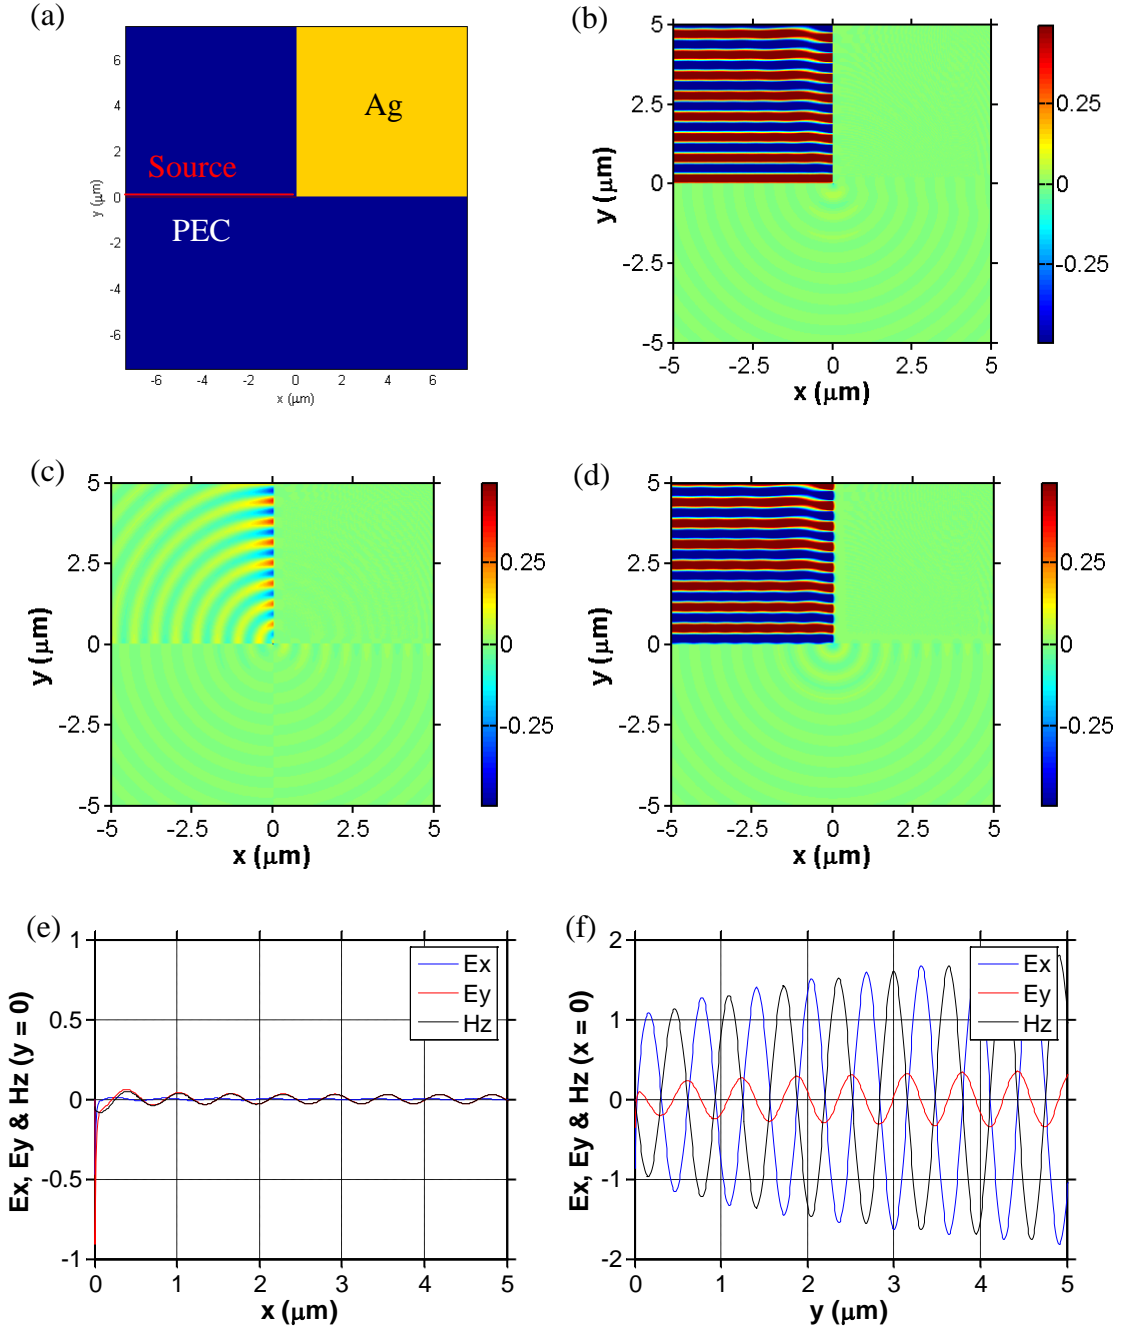 (a)
6
4
2
0
-2
-4
-6
y (μm)
Ag
Source
PEC
-6 -4 -2 0 2 4 6
x (μm)
(b)
5
2.5
0
-2.5
-5
y (μm)
-5 -2.5 0 2.5 5
x (μm)
0.25
0
-0.25
(c)
5
2.5
0
-2.5
-5
y (μm)
-5 -2.5 0 2.5 5
x (μm)
0.25
0
-0.25
(d)
5
2.5
0
-2.5
-5
y (μm)
-5 -2.5 0 2.5 5
x (μm)
0.25
0
-0.25
(e)
1
0.5
0
-0.5
-1
Ex, Ey & Hz (y = 0)
Ex
Ey
Hz
0 1 2 3 4 5
x (μm)
(f)
2
1
0
-1
-2
Ex, Ey & Hz (x = 0)
Ex
Ey
Hz
0 1 2 3 4 5
y (μm)